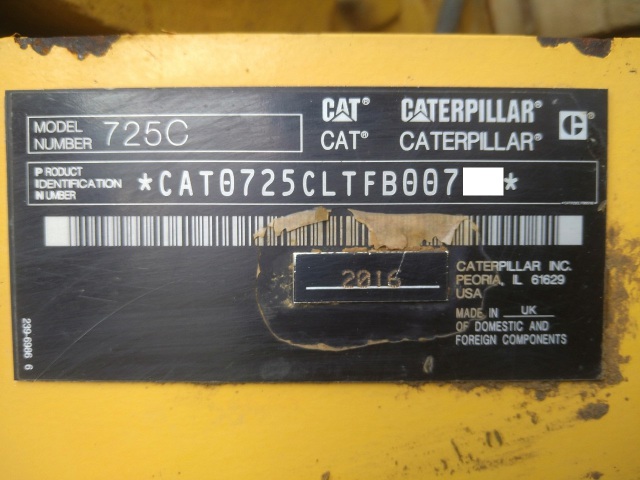 CAT® CATERPILLAR®
MODEL NUMBER 725C
CAT® CATERPILLAR®
PRODUCT IDENTIFICATION NUMBER *CAT0725CLTFB007 *
2016
CATERPILLAR INC.
PEORIA, IL 61629
USA
MADE IN UK
OF DOMESTIC AND
FOREIGN COMPONENTS
239-6966 6